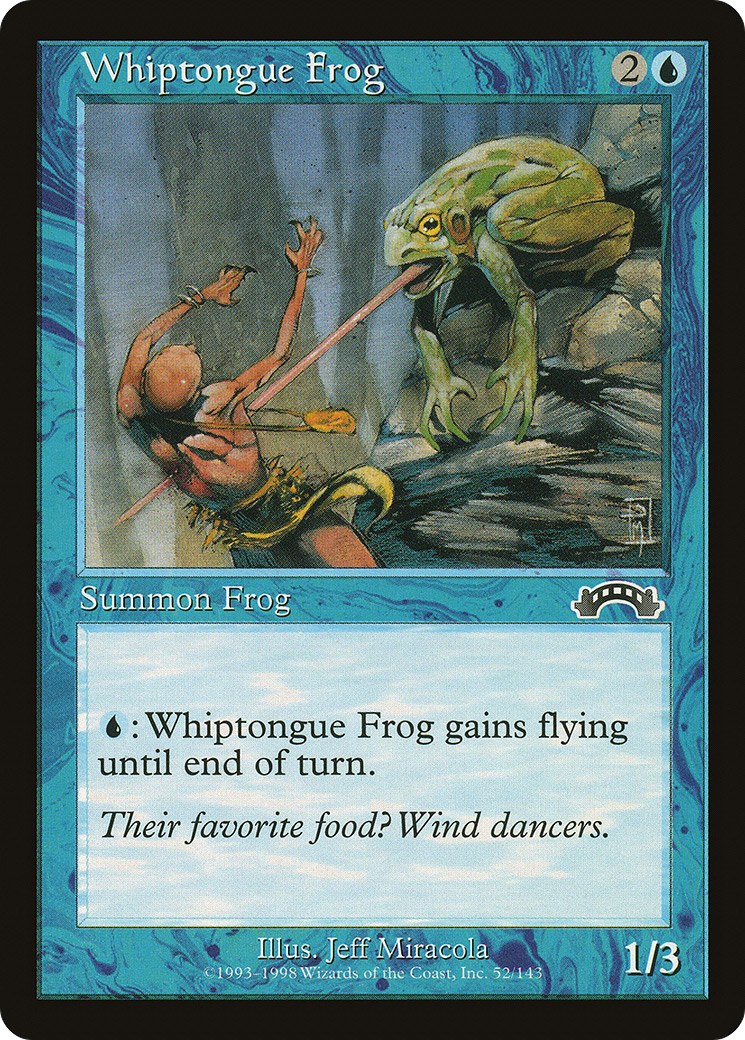 Whiptongue Frog 2
Summon Frog
: Whiptongue Frog gains flying
until end of turn.
Their favorite food? Wind dancers.
Illus. Jeff Miracola
©1993–1998 Wizards of the Coast, Inc. 52/143
1/3